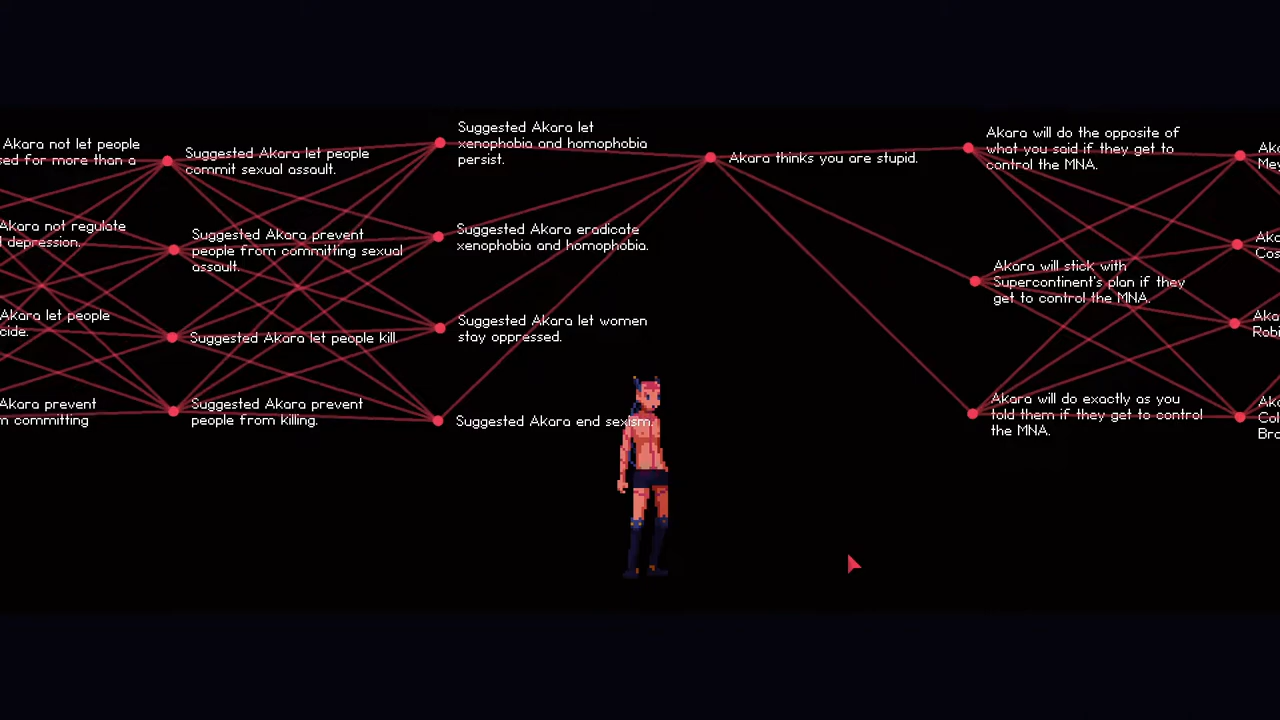 Akara not let people
sed for more than a
Akara not regulate
depression.
Akara let people
cide.
Akara prevent
m committing
Suggested Akara let people
commit sexual assault.
Suggested Akara prevent
people from committing sexual
assault.
Suggested Akara let people kill.
Suggested Akara prevent
people from killing.
Suggested Akara let
xenophobia and homophobia
persist.
Suggested Akara eradicate
xenophobia and homophobia.
Suggested Akara let women
stay oppressed.
Suggested Akara end sexism.
Akara thinks you are stupid.
Akara will do the opposite of
what you said if they get to
control the MNA.
Akara will stick with
Supercontinent's plan if they
get to control the MNA.
Akara will do exactly as you
told them if they get to control
the MNA.
Aka
Mey
Aka
Cos
Aka
Robi
Aka
Col
Bro